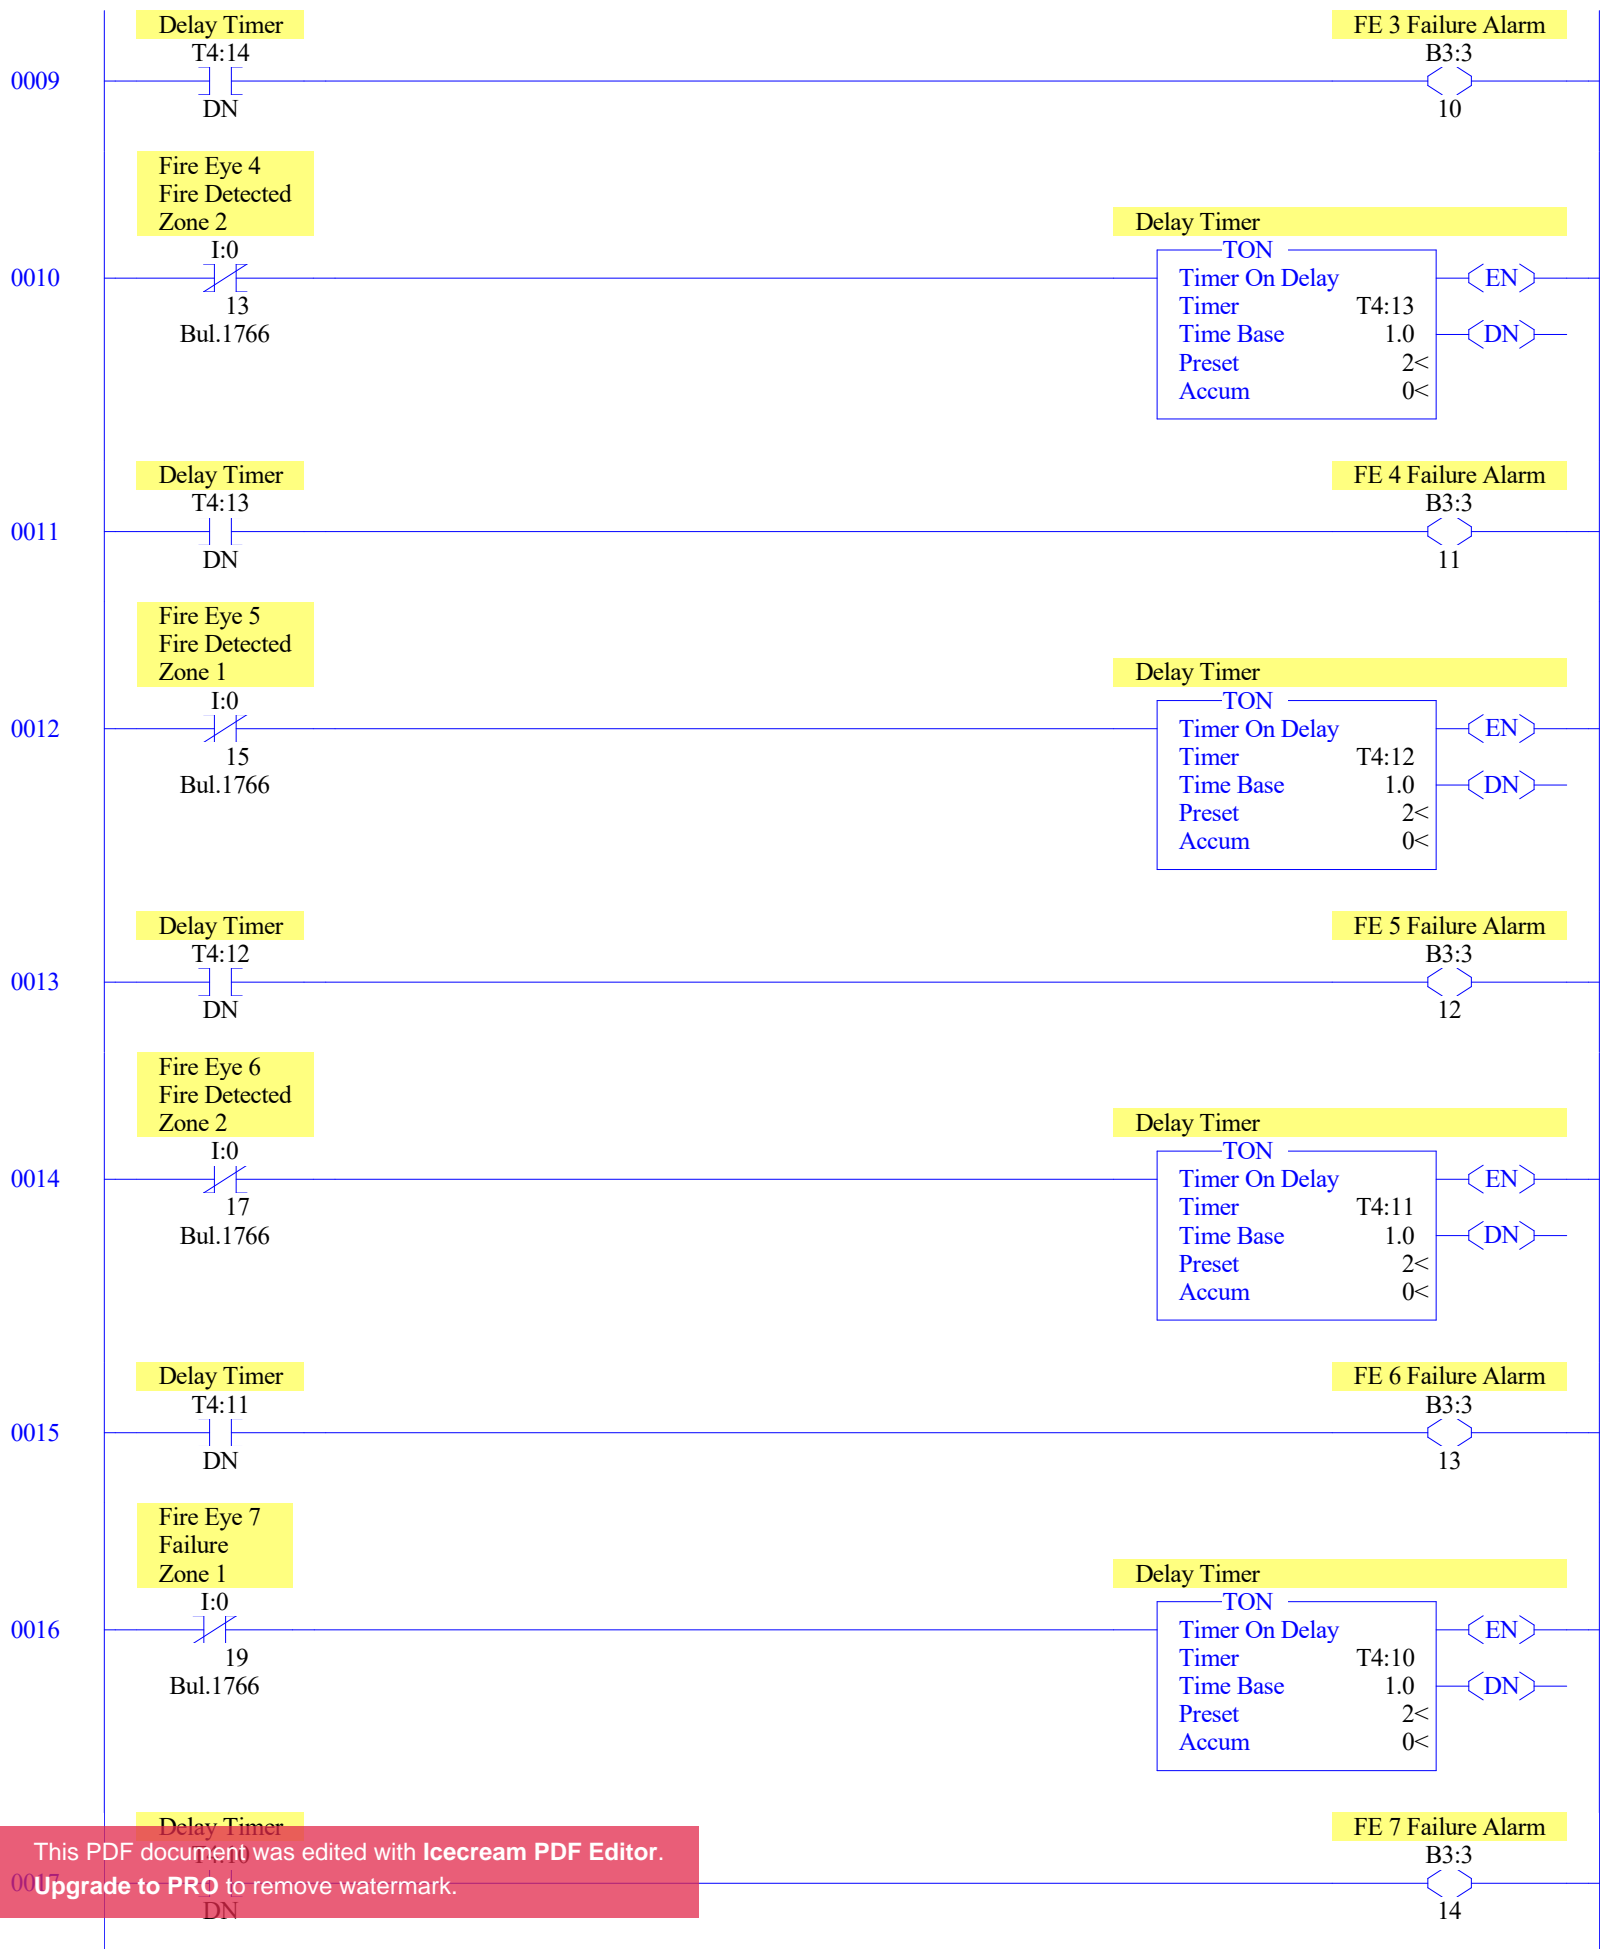 Delay Timer
T4:14
DN
0009
FE 3 Failure Alarm
B3:3
10
Fire Eye 4
Fire Detected
Zone 2
I:0
13
Bul.1766
0010
Delay Timer
TON
Timer On Delay
Timer T4:13
Time Base 1.0
Preset 2<
Accum 0<
EN
DN
Delay Timer
T4:13
DN
0011
FE 4 Failure Alarm
B3:3
11
Fire Eye 5
Fire Detected
Zone 1
I:0
15
Bul.1766
0012
Delay Timer
TON
Timer On Delay
Timer T4:12
Time Base 1.0
Preset 2<
Accum 0<
EN
DN
Delay Timer
T4:12
DN
0013
FE 5 Failure Alarm
B3:3
12
Fire Eye 6
Fire Detected
Zone 2
I:0
17
Bul.1766
0014
Delay Timer
TON
Timer On Delay
Timer T4:11
Time Base 1.0
Preset 2<
Accum 0<
EN
DN
Delay Timer
T4:11
DN
0015
FE 6 Failure Alarm
B3:3
13
Fire Eye 7
Failure
Zone 1
I:0
19
Bul.1766
0016
Delay Timer
TON
Timer On Delay
Timer T4:10
Time Base 1.0
Preset 2<
Accum 0<
EN
DN
Delay Timer
T4:10
DN
0017
FE 7 Failure Alarm
B3:3
14
This PDF document was edited with Icecream PDF Editor.
Upgrade to PRO to remove watermark.